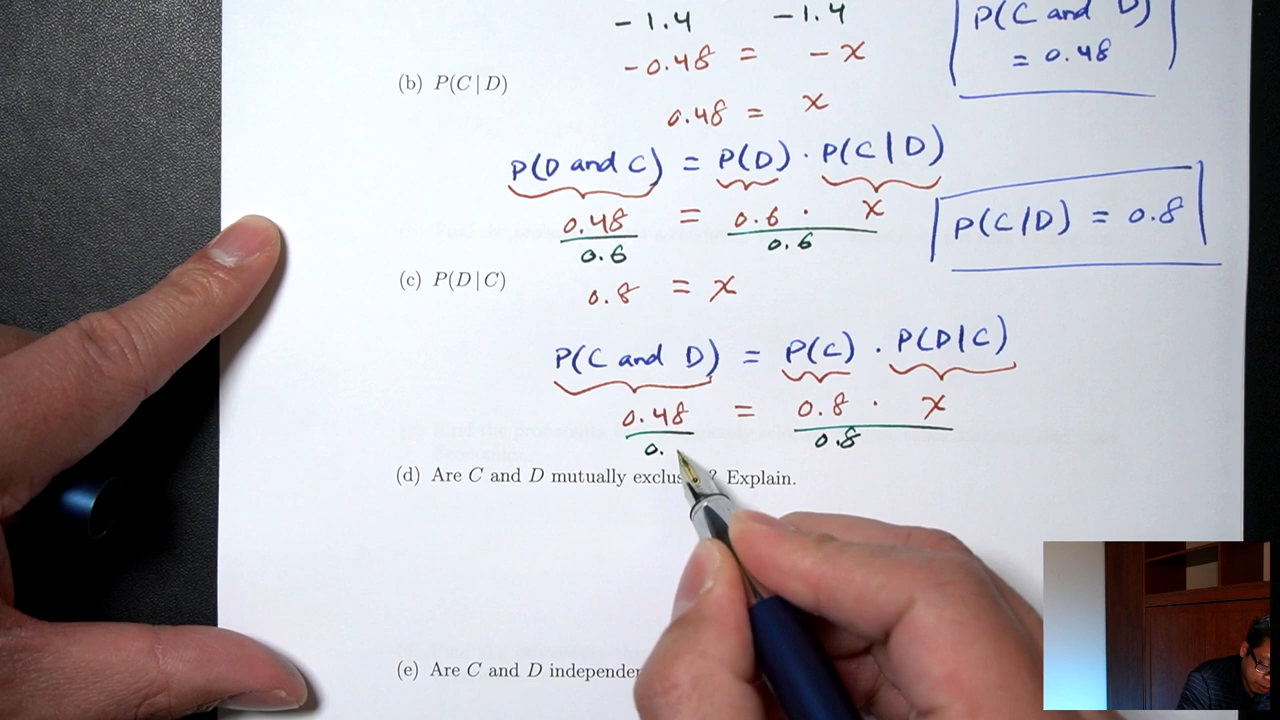 - 1.4 - 1.4
- 0.48 = - x
P(C and D) = 0.48
(b) P(C | D)
0.48 = x
P(D and C) = P(D) · P(C | D)
0.48 / 0.6 = 0.6 · x / 0.6
P(C | D) = 0.8
(c) P(D | C)
0.8 = x
P(C and D) = P(C) · P(D | C)
0.48 / 0. = 0.8 · x / 0.8
(d) Are C and D mutually exclus ? Explain.
(e) Are C and D independen